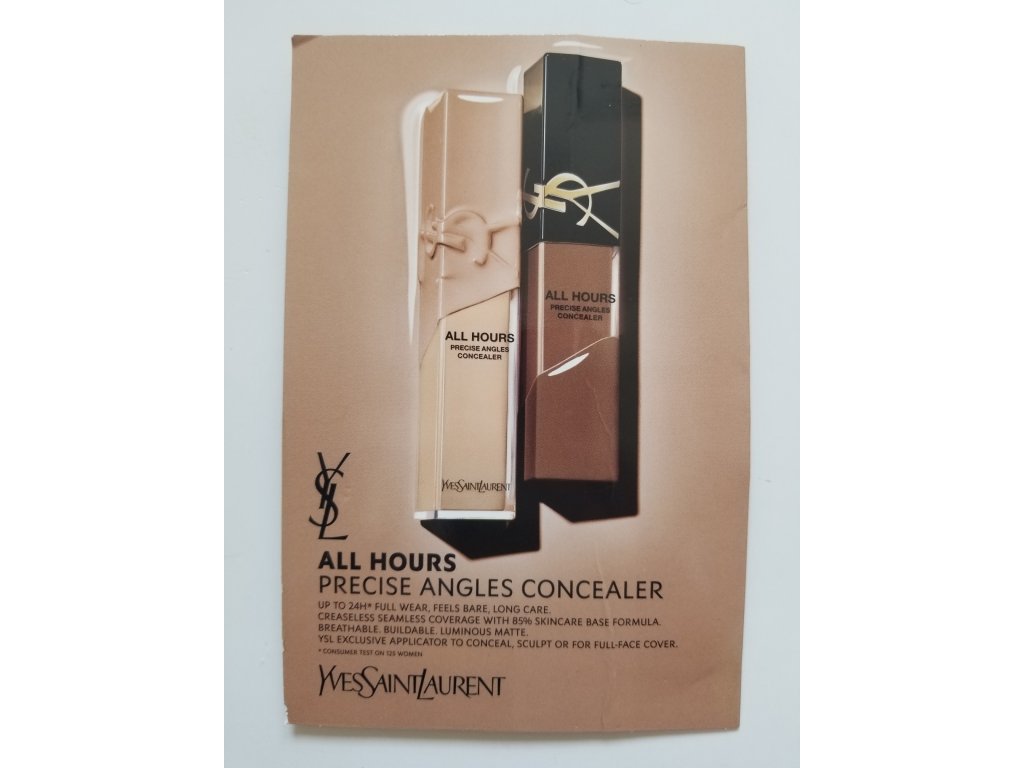 YSL
ALL HOURS
PRECISE ANGLES
CONCEALER
ALL HOURS
PRECISE ANGLES
CONCEALER
YVESSAINTLAURENT
YSL
ALL HOURS
PRECISE ANGLES CONCEALER
UP TO 24H* FULL WEAR, FEELS BARE, LONG CARE.
CREASELESS SEAMLESS COVERAGE WITH 85% SKINCARE BASE FORMULA.
BREATHABLE. BUILDABLE. LUMINOUS MATTE.
YSL EXCLUSIVE APPLICATOR TO CONCEAL, SCULPT OR FOR FULL-FACE COVER.
* CONSUMER TEST ON 125 WOMEN
YVESSAINTLAURENT